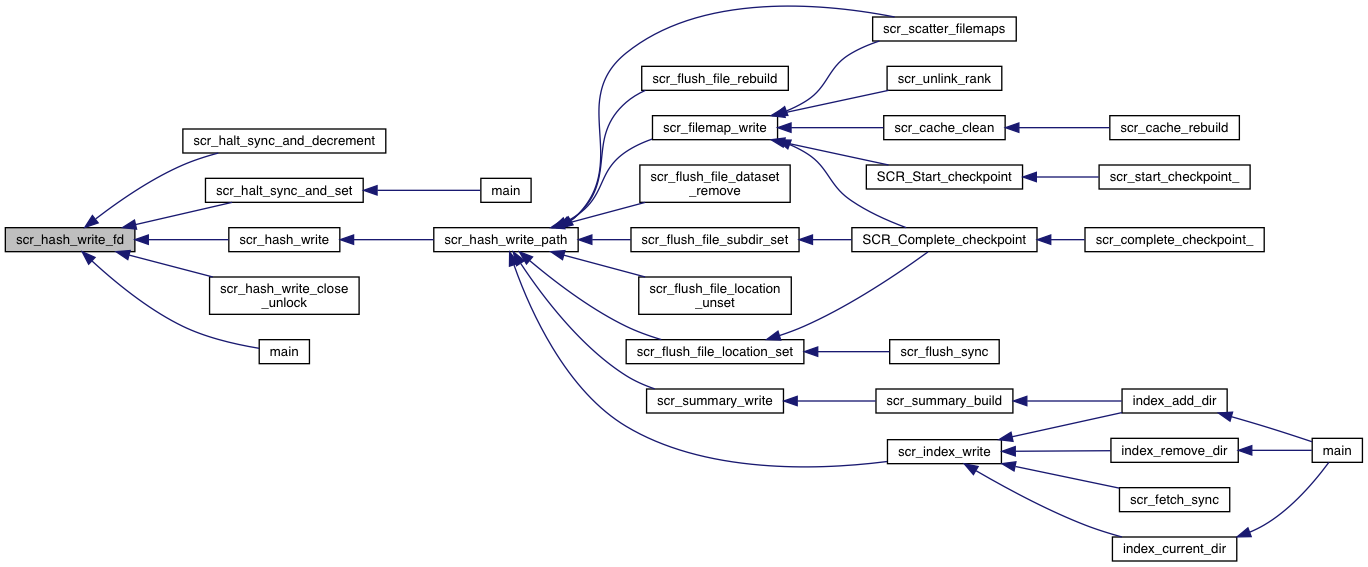 scr_scatter_filemaps
scr_flush_file_rebuild
scr_unlink_rank
scr_filemap_write
scr_cache_clean
scr_cache_rebuild
scr_halt_sync_and_decrement
scr_flush_file_dataset
_remove
SCR_Start_checkpoint
scr_start_checkpoint_
scr_halt_sync_and_set
main
scr_hash_write_fd
scr_hash_write
scr_hash_write_path
scr_flush_file_subdir_set
SCR_Complete_checkpoint
scr_complete_checkpoint_
scr_hash_write_close
_unlock
scr_flush_file_location
_unset
main
scr_flush_file_location_set
scr_flush_sync
scr_summary_write
scr_summary_build
index_add_dir
scr_index_write
index_remove_dir
main
scr_fetch_sync
index_current_dir